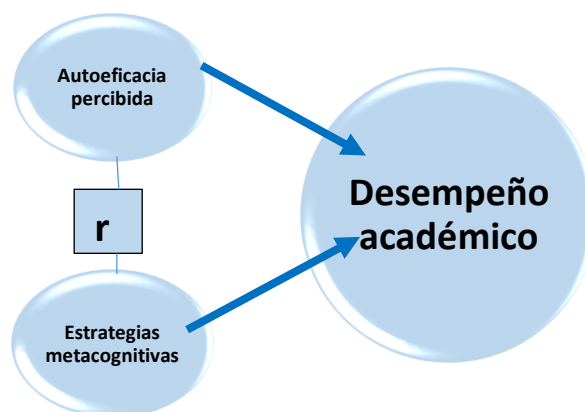 Autoeficacia
percibida
r
Desempeño
académico
Estrategias
metacognitivas